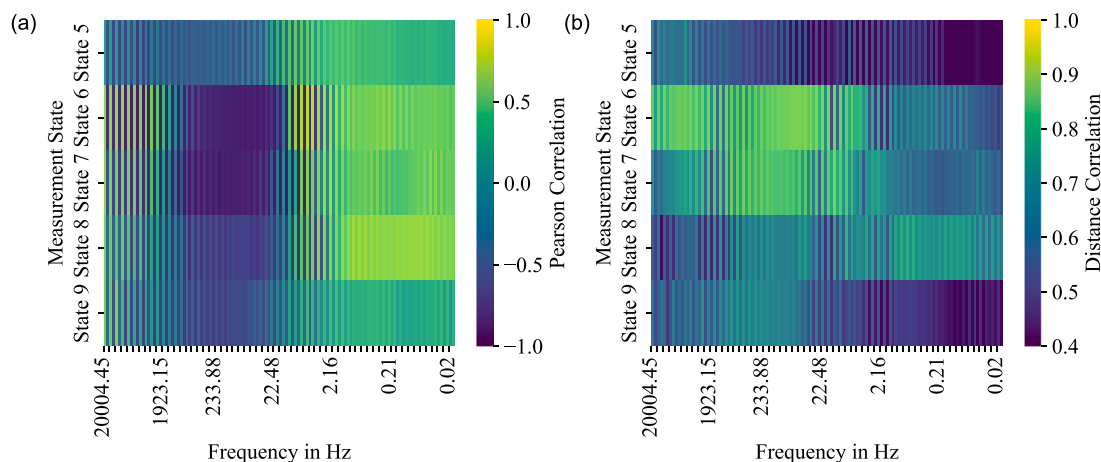 (a)
Measurement State
State 9 State 8 State 7 State 6 State 5
20004.45
1923.15
233.88
22.48
2.16
0.21
0.02
Frequency in Hz
1.0
0.5
0.0
−0.5
−1.0
Pearson Correlation
(b)
Measurement State
State 9 State 8 State 7 State 6 State 5
20004.45
1923.15
233.88
22.48
2.16
0.21
0.02
Frequency in Hz
1.0
0.9
0.8
0.7
0.6
0.5
0.4
Distance Correlation